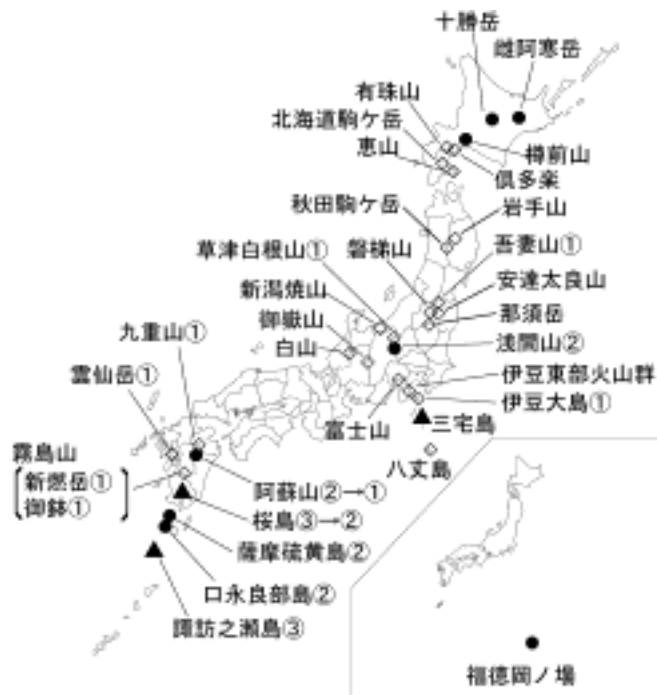 十勝岳
雌阿寒岳
有珠山
北海道駒ケ岳
恵山
樽前山
倶多楽
秋田駒ケ岳
岩手山
草津白根山①
磐梯山
吾妻山①
新潟焼山
安達太良山
御嶽山
那須岳
九重山①
白山
浅間山②
雲仙岳①
伊豆東部火山群
伊豆大島①
富士山
三宅島
霧島山
新燃岳①
御鉢①
八丈島
阿蘇山②→①
桜島③→②
薩摩硫黄島②
口永良部島②
諏訪之瀬島③
福徳岡ノ場